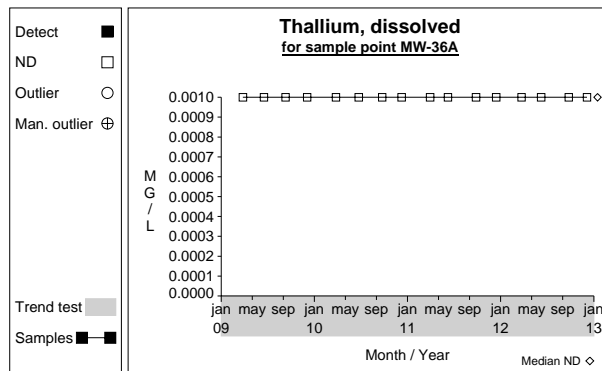 Detect
ND
Outlier
Man. outlier
Trend test
Samples
Thallium, dissolved
for sample point MW-36A
M
G
/
L
0.0010
0.0009
0.0008
0.0007
0.0006
0.0005
0.0004
0.0003
0.0002
0.0001
0.0000
jan may sep jan may sep jan may sep jan may sep jan
09 10 11 12 13
Month / Year
Median ND